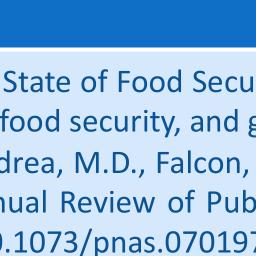 State of Food Secu
food security, and g
drea, M.D., Falcon,
nual Review of Pub
0.1073/pnas.070197